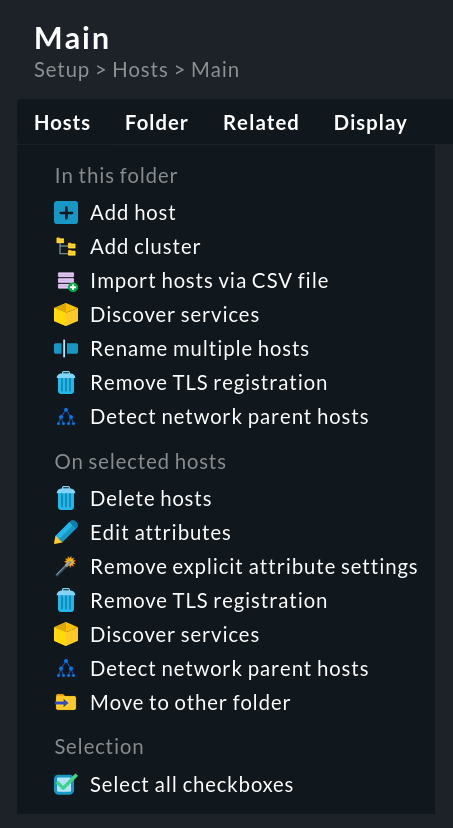 Main
Setup > Hosts > Main
Hosts Folder Related Display
In this folder
Add host
Add cluster
Import hosts via CSV file
Discover services
Rename multiple hosts
Remove TLS registration
Detect network parent hosts
On selected hosts
Delete hosts
Edit attributes
Remove explicit attribute settings
Remove TLS registration
Discover services
Detect network parent hosts
Move to other folder
Selection
Select all checkboxes